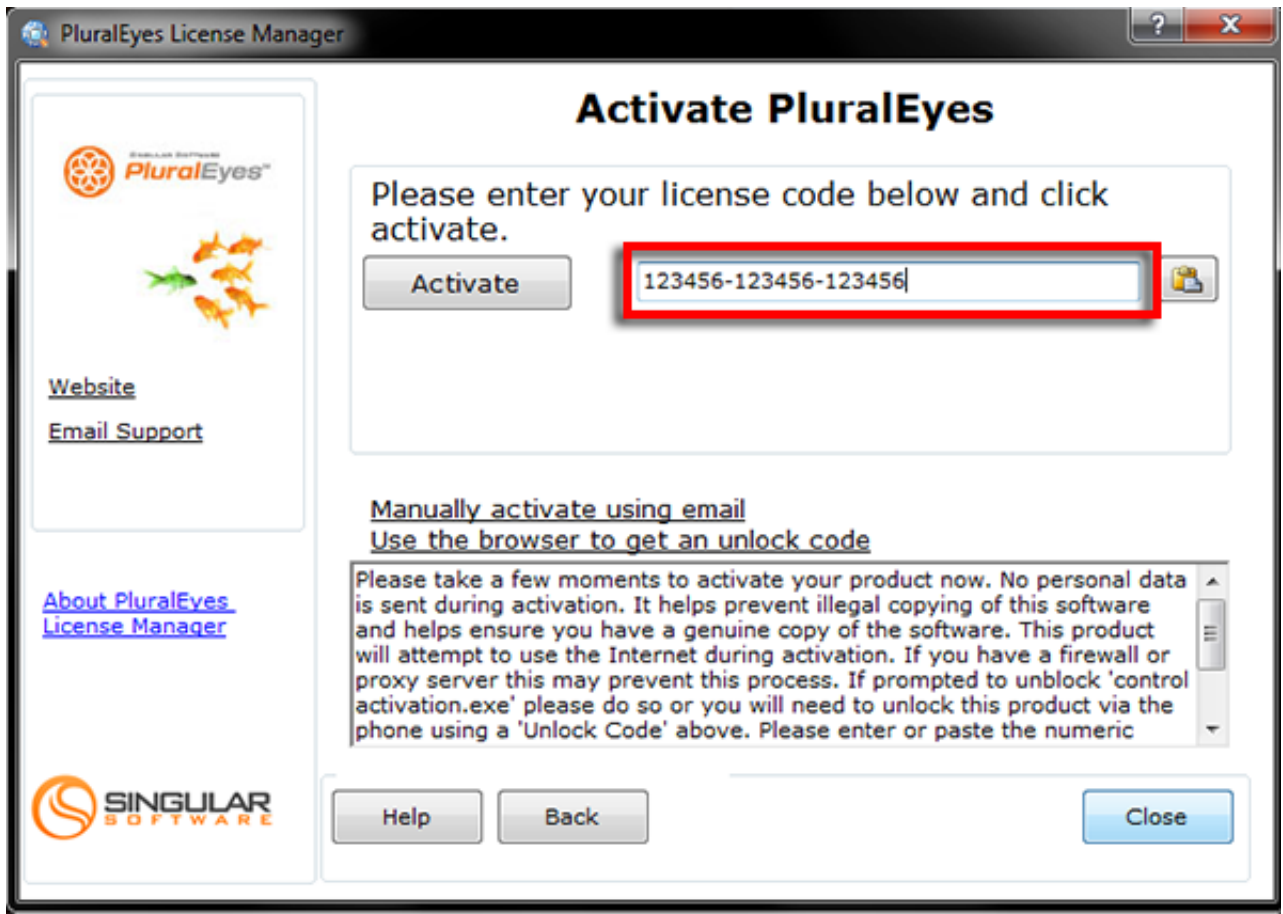 PluralEyes License Manager
?
X
Activate PluralEyes
SINGULAR SOFTWARE
PluralEyes™
Please enter your license code below and click
activate.
Activate
123456-123456-123456
Website
Email Support
Manually activate using email
Use the browser to get an unlock code
Please take a few moments to activate your product now. No personal data
is sent during activation. It helps prevent illegal copying of this software
and helps ensure you have a genuine copy of the software. This product
will attempt to use the Internet during activation. If you have a firewall or
proxy server this may prevent this process. If prompted to unblock 'control
activation.exe' please do so or you will need to unlock this product via the
phone using a 'Unlock Code' above. Please enter or paste the numeric
About PluralEyes
License Manager
SINGULAR
SOFTWARE
Help
Back
Close